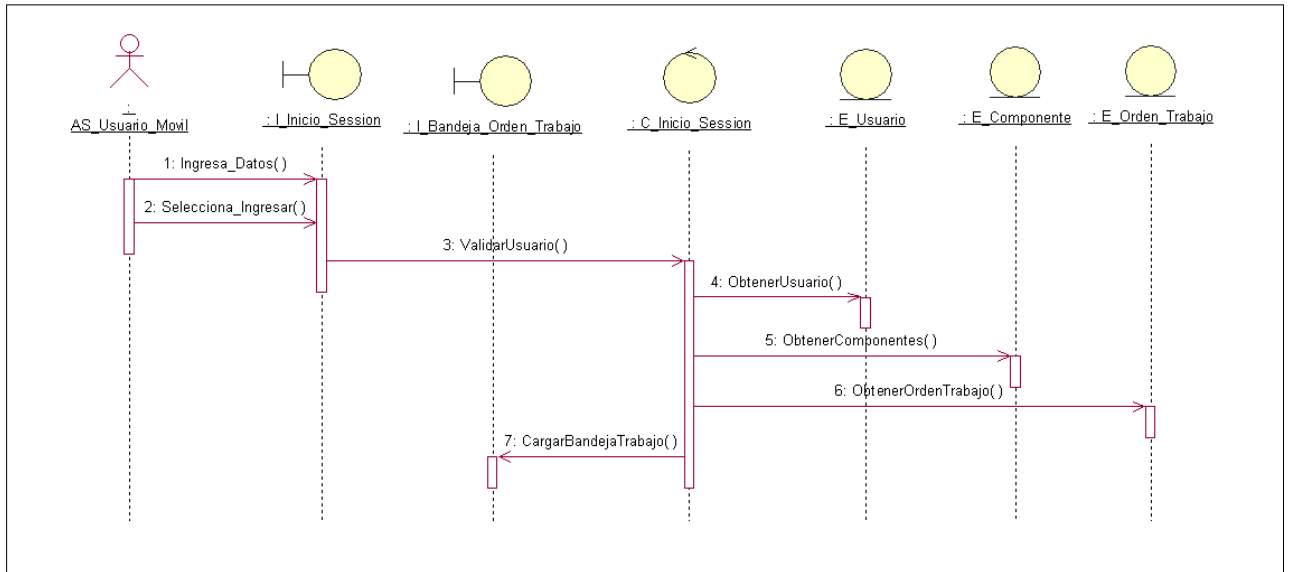 :
AS_Usuario_Movil
: I_Inicio_Session
: I_Bandeja_Orden_Trabajo
: C_Inicio_Session
: E_Usuario
: E_Componente
: E_Orden_Trabajo
1: Ingresa_Datos( )
2: Selecciona_Ingresar( )
3: ValidarUsuario( )
4: ObtenerUsuario( )
5: ObtenerComponentes( )
6: ObtenerOrdenTrabajo( )
7: CargarBandejaTrabajo( )